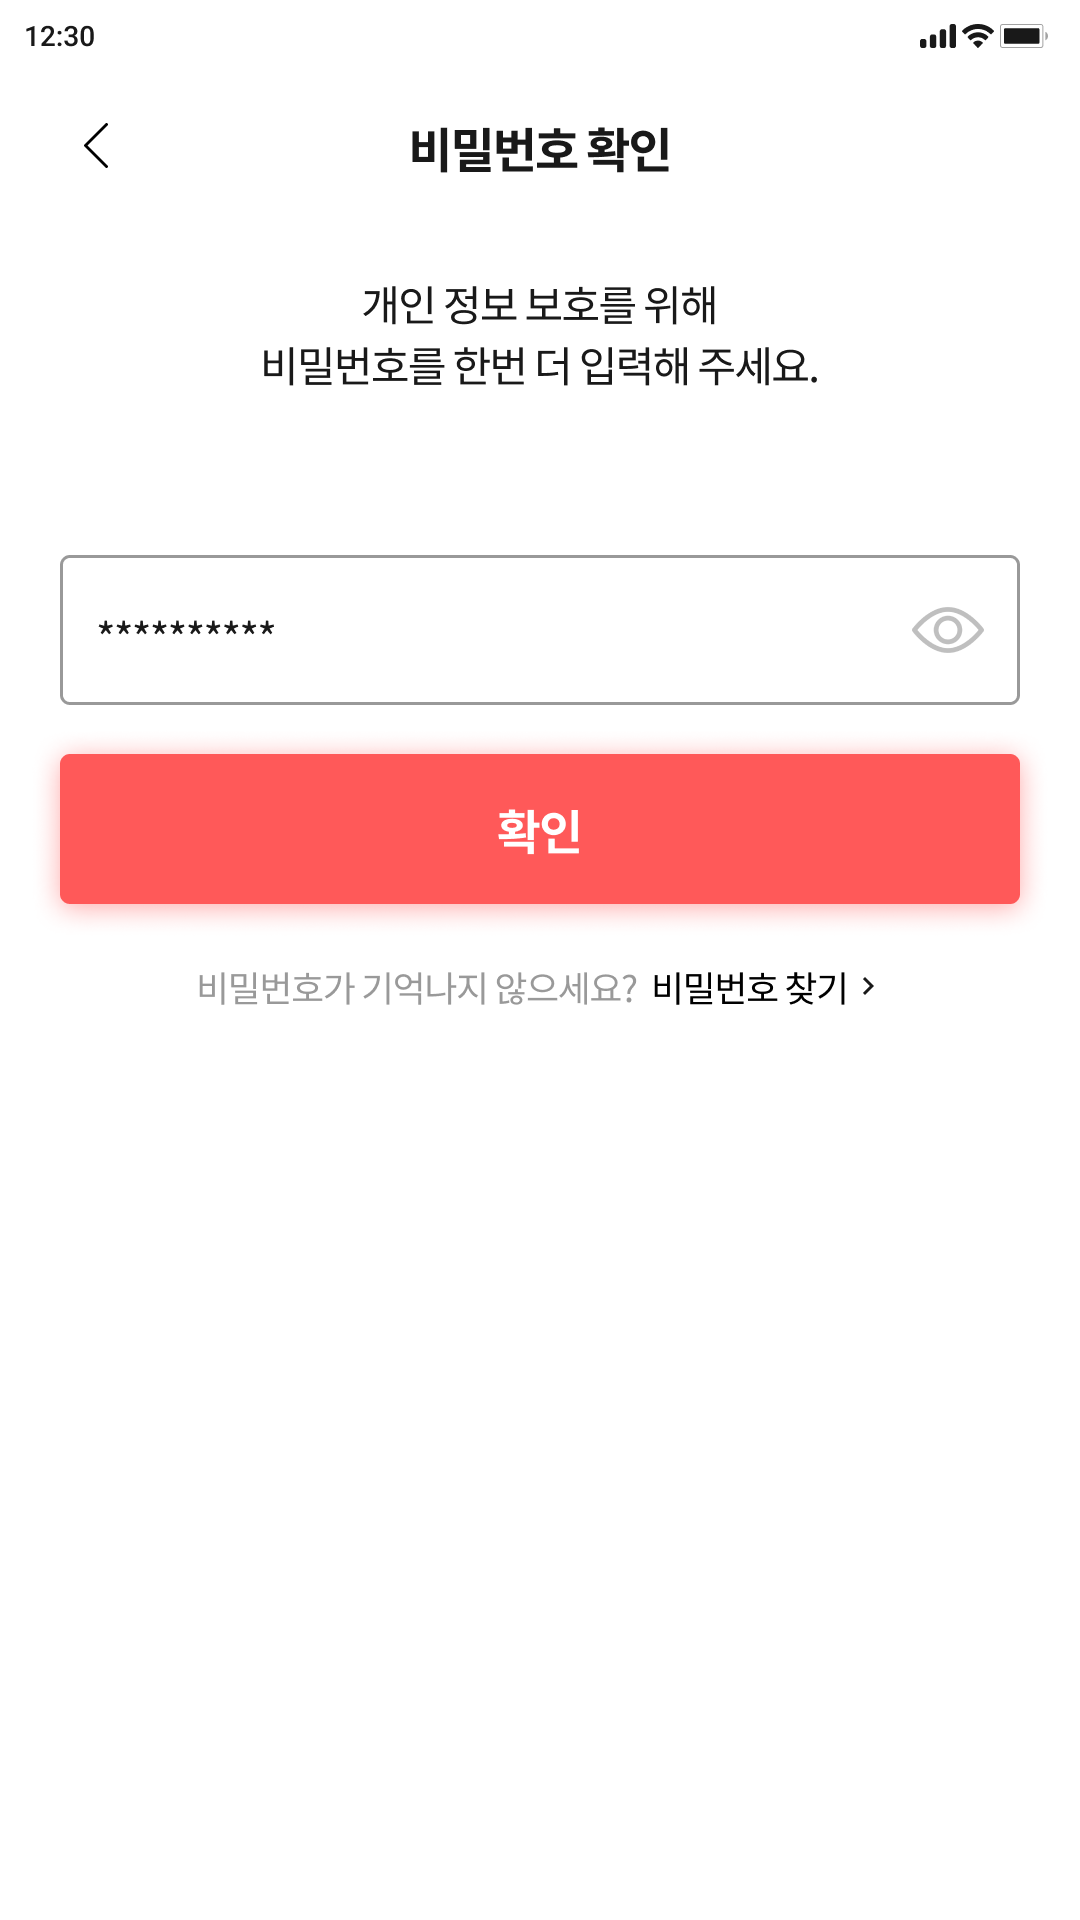 12:30
비밀번호 확인
개인 정보 보호를 위해
비밀번호를 한번 더 입력해 주세요.
**********
확인
비밀번호가 기억나지 않으세요? 비밀번호 찾기 >